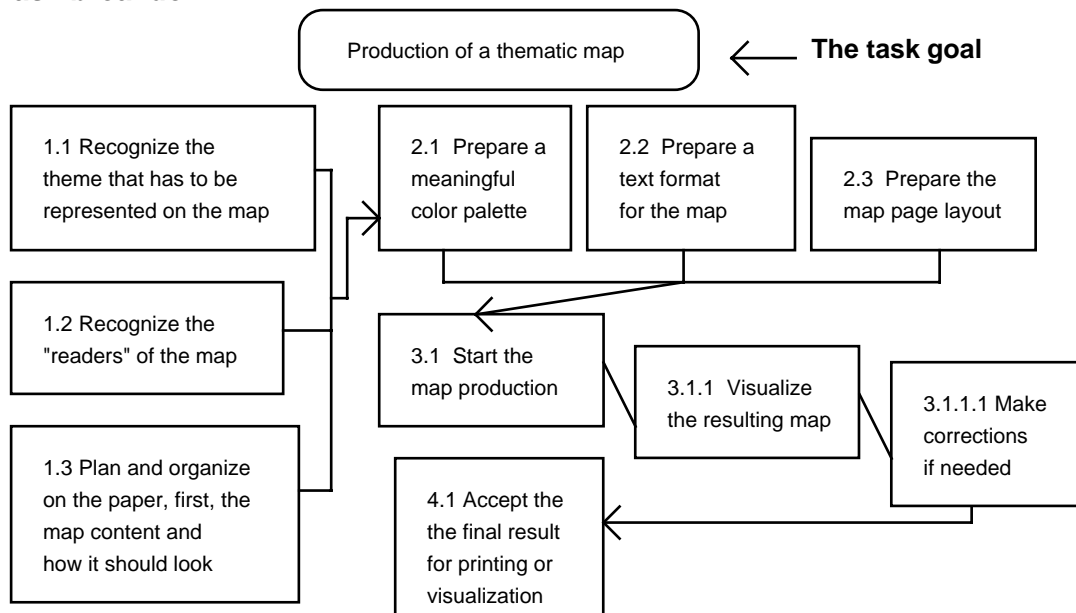 Production of a thematic map
The task goal
1.1 Recognize the
theme that has to be
represented on the map
2.1 Prepare a
meaningful
color palette
2.2 Prepare a
text format
for the map
2.3 Prepare the
map page layout
1.2 Recognize the
"readers" of the map
3.1 Start the
map production
3.1.1 Visualize
the resulting map
3.1.1.1 Make
corrections
if needed
1.3 Plan and organize
on the paper, first, the
map content and
how it should look
4.1 Accept the
the final result
for printing or
visualization